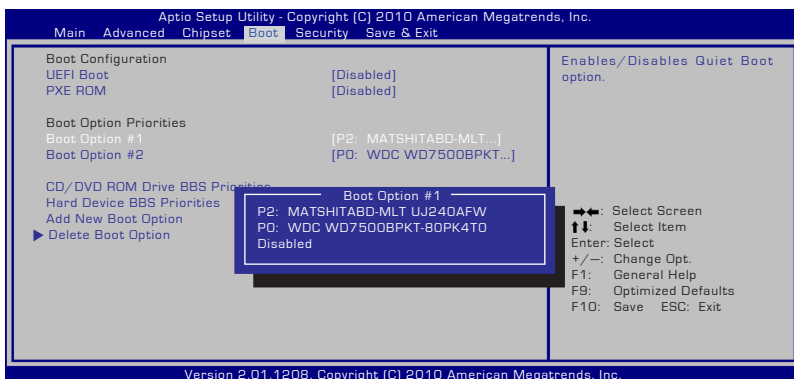 Aptio Setup Utility - Copyright (C) 2010 American Megatrends, Inc.
Main Advanced Chipset Boot Security Save & Exit
Boot Configuration
UEFI Boot [Disabled]
PXE ROM [Disabled]
Boot Option Priorities
Boot Option #1 [P2: MATSHITABD-MLT...]
Boot Option #2 [P0: WDC WD7500BPKT...]
CD/DVD ROM Drive BBS Priorities
Hard Device BBS Priorities
Add New Boot Option
Delete Boot Option
Boot Option #1
P2: MATSHITABD-MLT UJ240AFW
P0: WDC WD7500BPKT-80PK4T0
Disabled
Enables/Disables Quiet Boot
option.
→←: Select Screen
↑↓: Select Item
Enter: Select
+/—: Change Opt.
F1: General Help
F9: Optimized Defaults
F10: Save ESC: Exit
Version 2.01.1208. Copyright (C) 2010 American Megatrends, Inc.